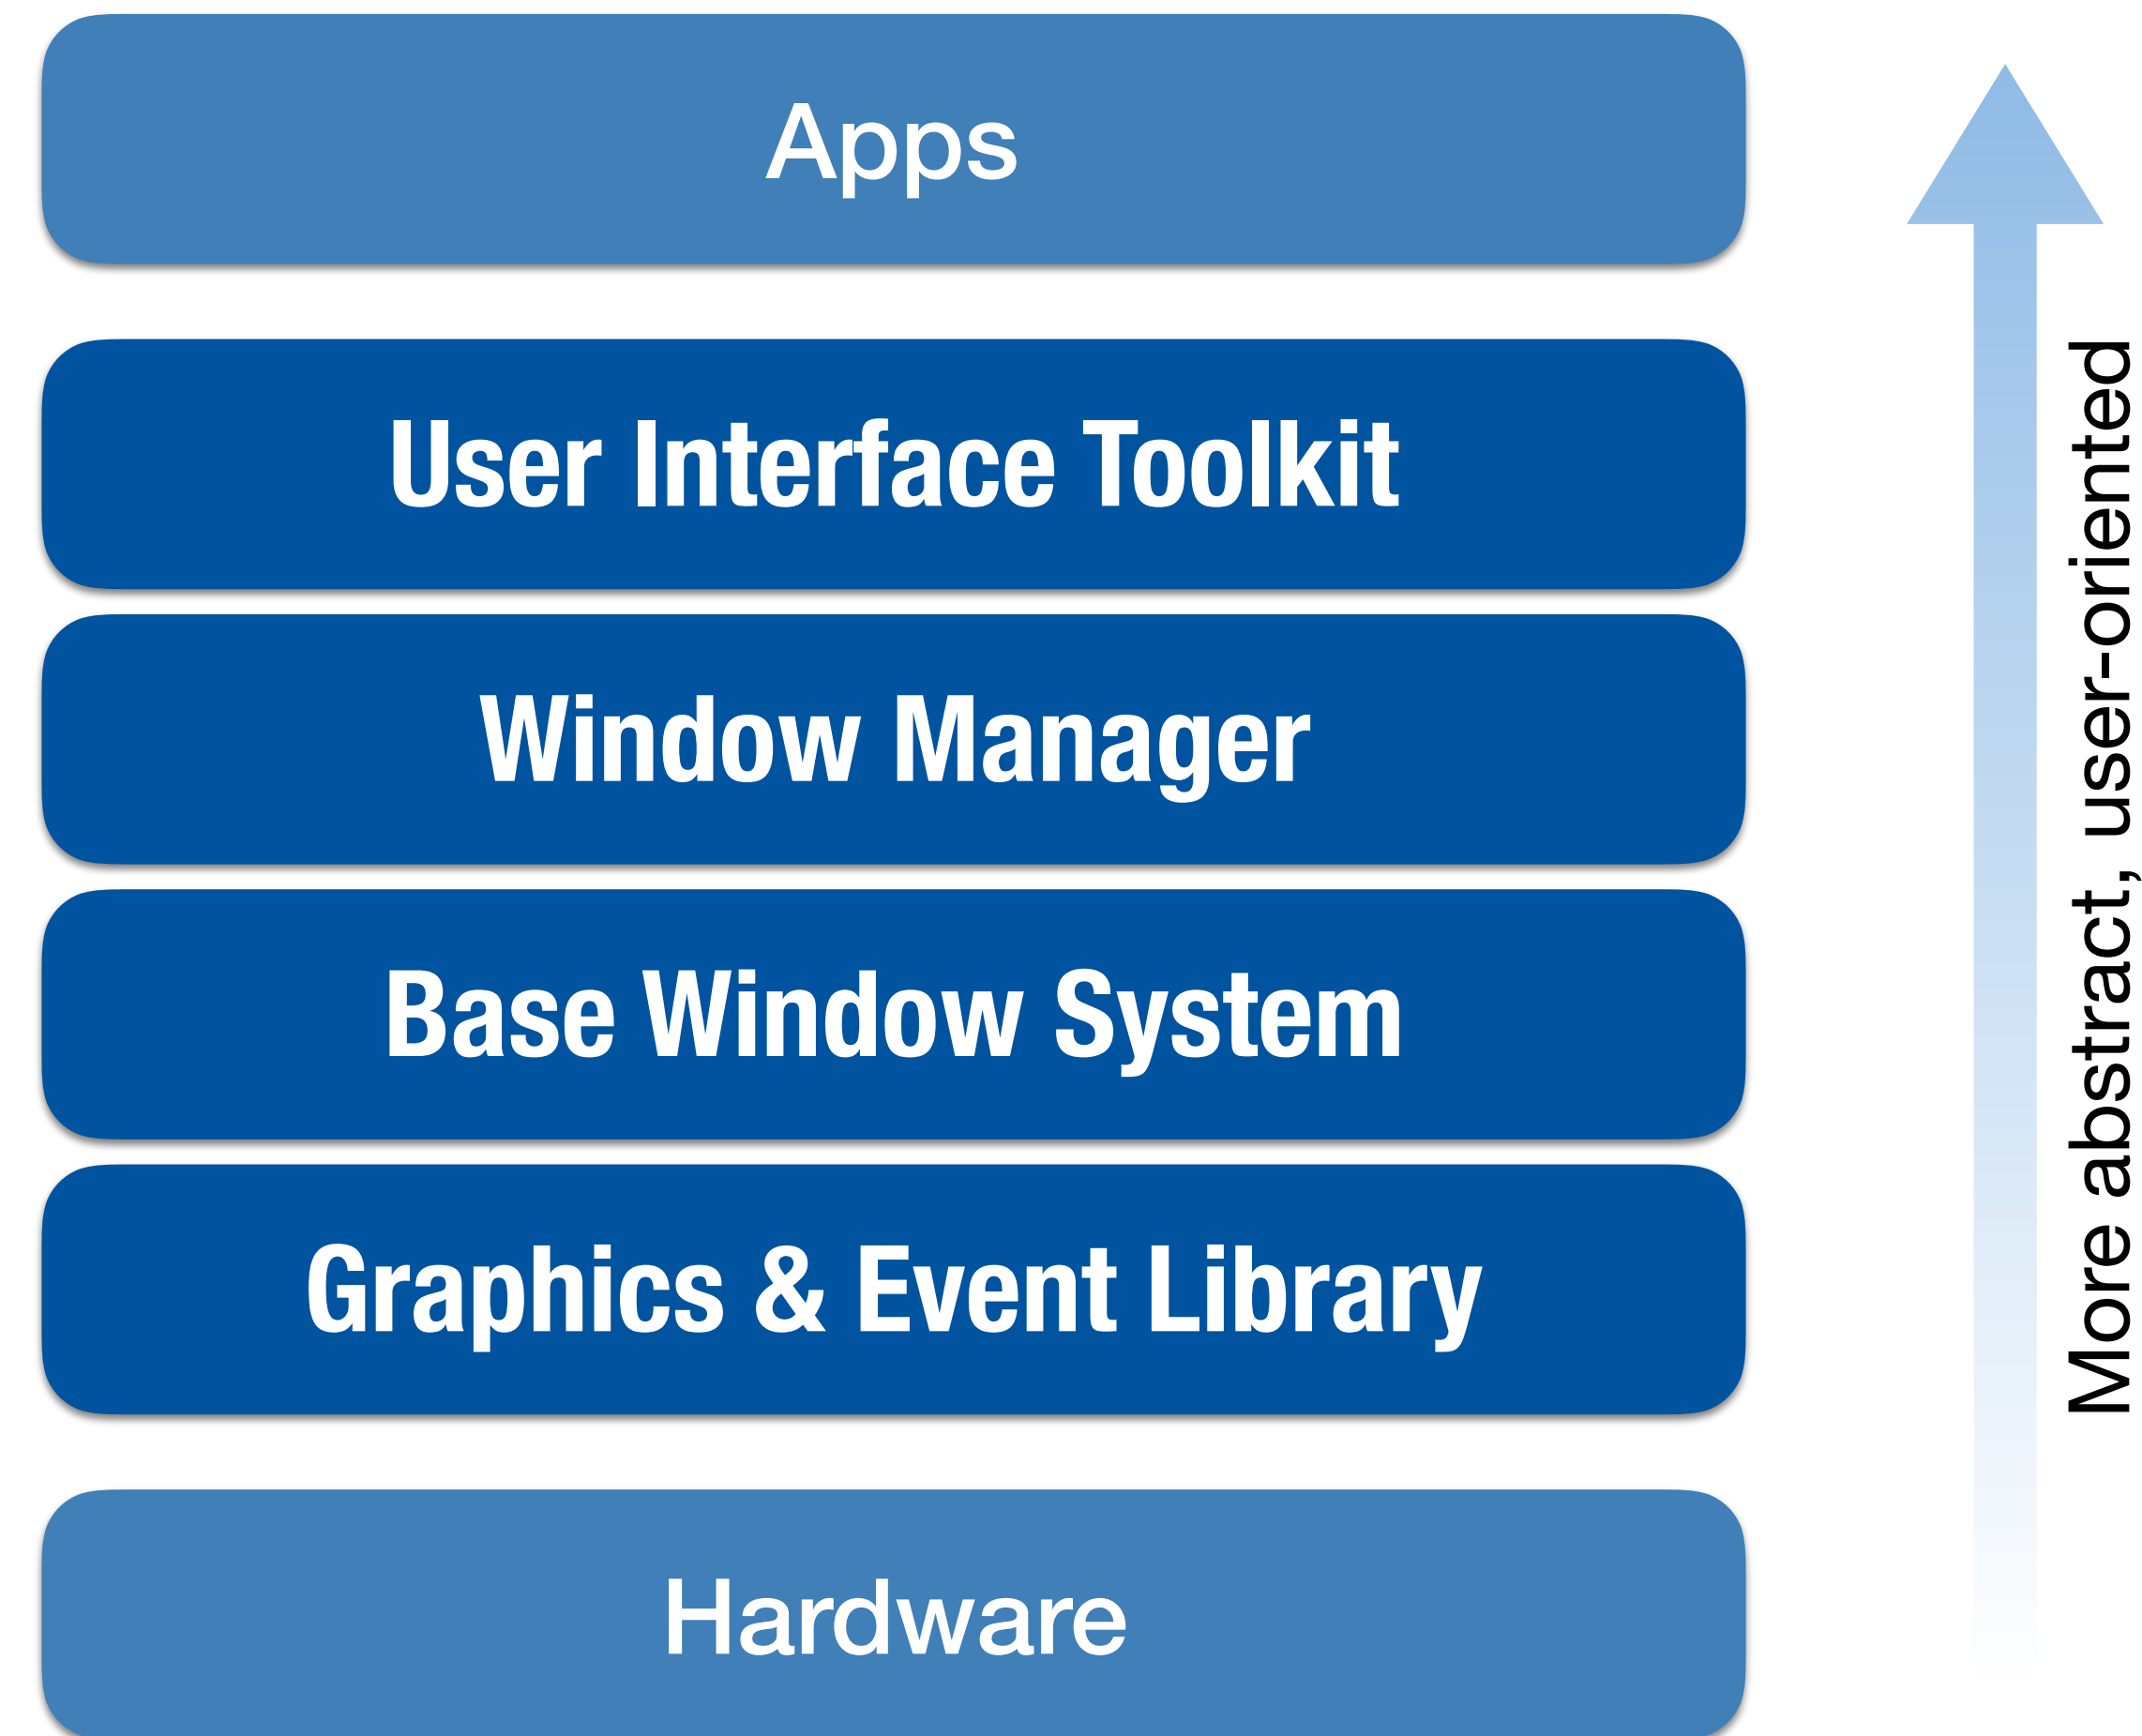 Apps
User Interface Toolkit
Window Manager
Base Window System
Graphics & Event Library
Hardware
More abstract, user-oriented